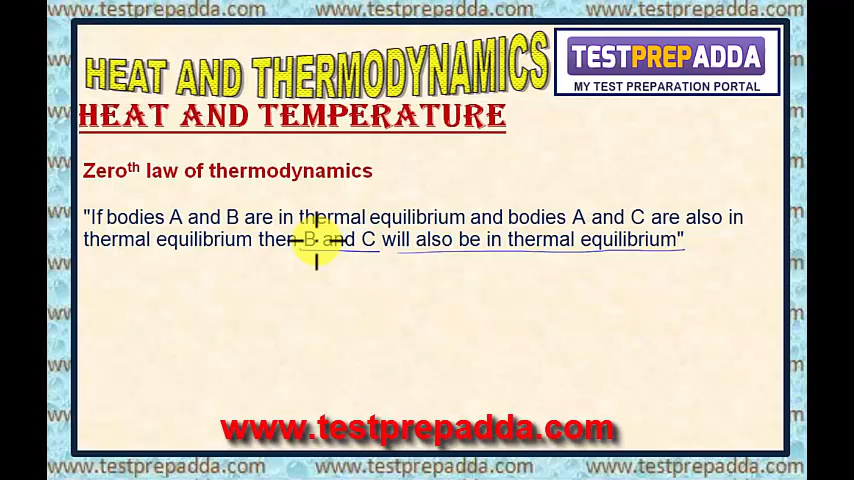 www.testprepadda.com www.testprepadda.com www.testprepadda.com
HEAT AND THERMODYNAMICS
TESTPREPADDA
MY TEST PREPARATION PORTAL
HEAT AND TEMPERATURE
Zeroth law of thermodynamics
"If bodies A and B are in thermal equilibrium and bodies A and C are also in
thermal equilibrium then B and C will also be in thermal equilibrium"
www.testprepadda.com
www.testprepadda.com www.testprepadda.com www.testprepadda.com